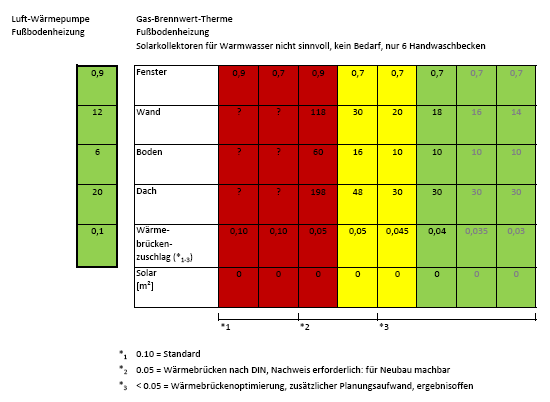 Luft-Wärmepumpe
Fußbodenheizung
Gas-Brennwert-Therme
Fußbodenheizung
Solarkollektoren für Warmwasser nicht sinnvoll, kein Bedarf, nur 6 Handwaschbecken
0,9 Fenster 0,9 0,7 0,9 0,7 0,7 0,7 0,7 0,7
12 Wand ? ? 118 30 20 18 16 14
6 Boden ? ? 60 16 10 10 10 10
20 Dach ? ? 198 48 30 30 30 30
0,1 Wärme- 0,10 0,10 0,05 0,05 0,045 0,04 0,035 0,03
brücken-
zuschlag (*1-3)
Solar 0 0 0 0 0 0 0 0
[m²]
*1 *2 *3
*1 0.10 = Standard
*2 0.05 = Wärmebrücken nach DIN, Nachweis erforderlich: für Neubau machbar
*3 < 0.05 = Wärmebrückenoptimierung, zusätzlicher Planungsaufwand, ergebnisoffen